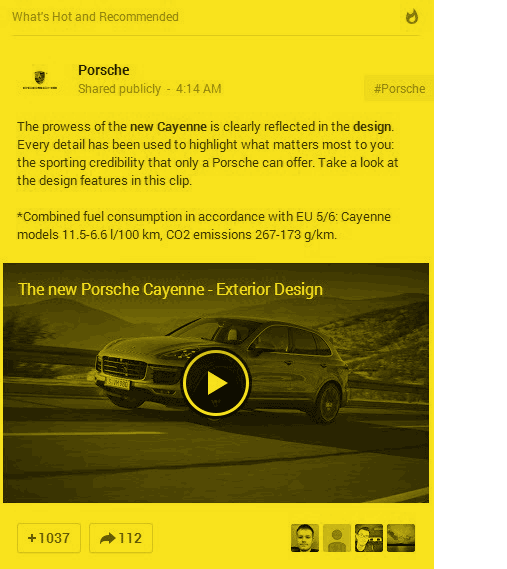 What's Hot and Recommended
Porsche
Shared publicly - 4:14 AM
#Porsche
The prowess of the new Cayenne is clearly reflected in the design.
Every detail has been used to highlight what matters most to you:
the sporting credibility that only a Porsche can offer. Take a look at
the design features in this clip.
*Combined fuel consumption in accordance with EU 5/6: Cayenne
models 11.5-6.6 l/100 km, CO2 emissions 267-173 g/km.
The new Porsche Cayenne - Exterior Design
+1037
112